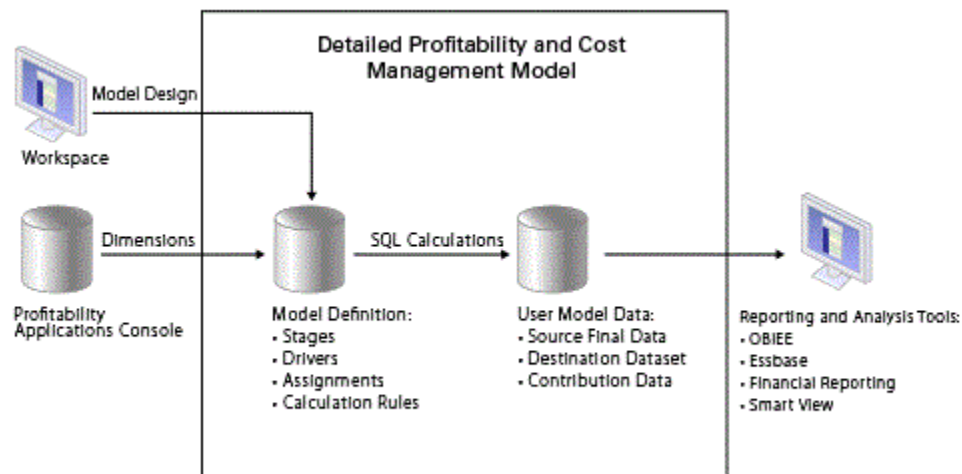 Detailed Profitability and Cost
Management Model
Model Design
Workspace
Dimensions
SQL Calculations
Profitability
Applications Console
Model Definition:
• Stages
• Drivers
• Assignments
• Calculation Rules
User Model Data:
• Source Final Data
• Destination Dataset
• Contribution Data
Reporting and Analysis Tools:
• OBIEE
• Essbase
• Financial Reporting
• Smart View